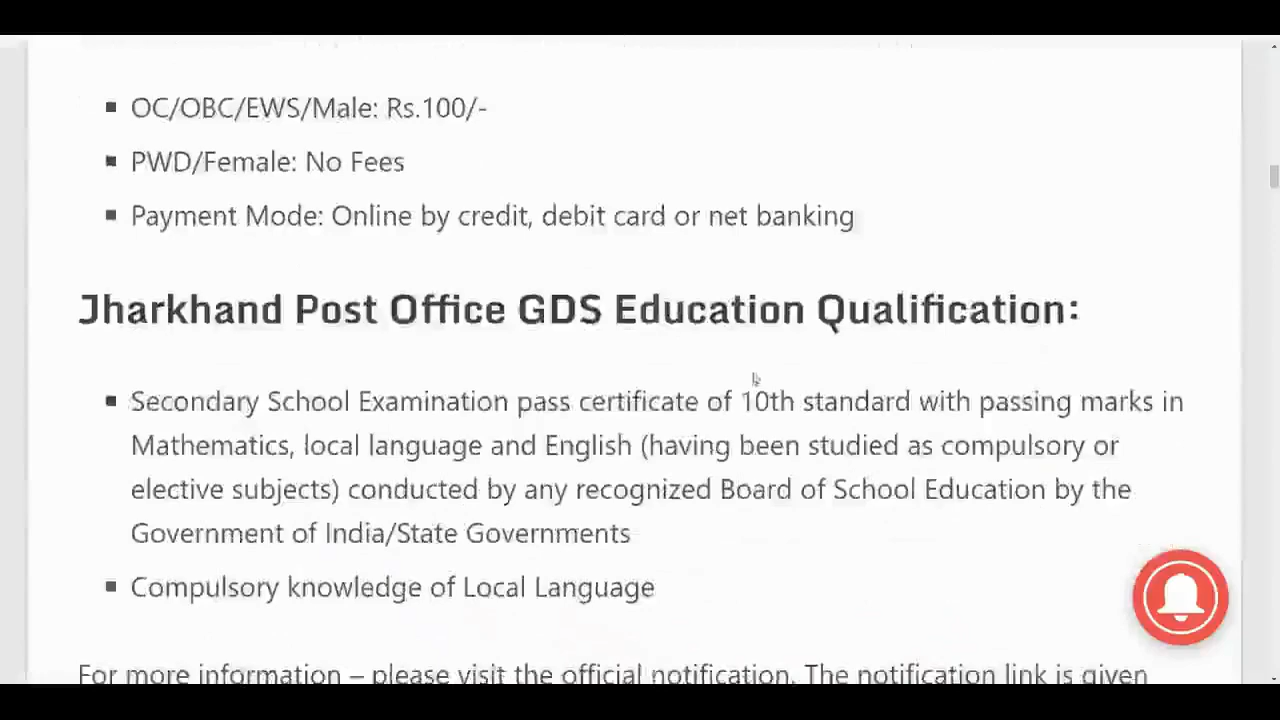 OC/OBC/EWS/Male: Rs.100/-
PWD/Female: No Fees
Payment Mode: Online by credit, debit card or net banking
Jharkhand Post Office GDS Education Qualification:
Secondary School Examination pass certificate of 10th standard with passing marks in
Mathematics, local language and English (having been studied as compulsory or
elective subjects) conducted by any recognized Board of School Education by the
Government of India/State Governments
Compulsory knowledge of Local Language
For more information – please visit the official notification. The notification link is given